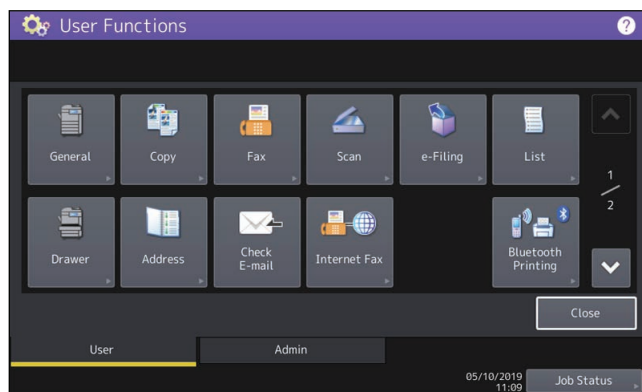 User Functions
?
General
Copy
Fax
Scan
e-Filing
List
1
2
Drawer
Address
Check
E-mail
Internet Fax
Bluetooth
Printing
Close
User
Admin
05/10/2019
11:09
Job Status